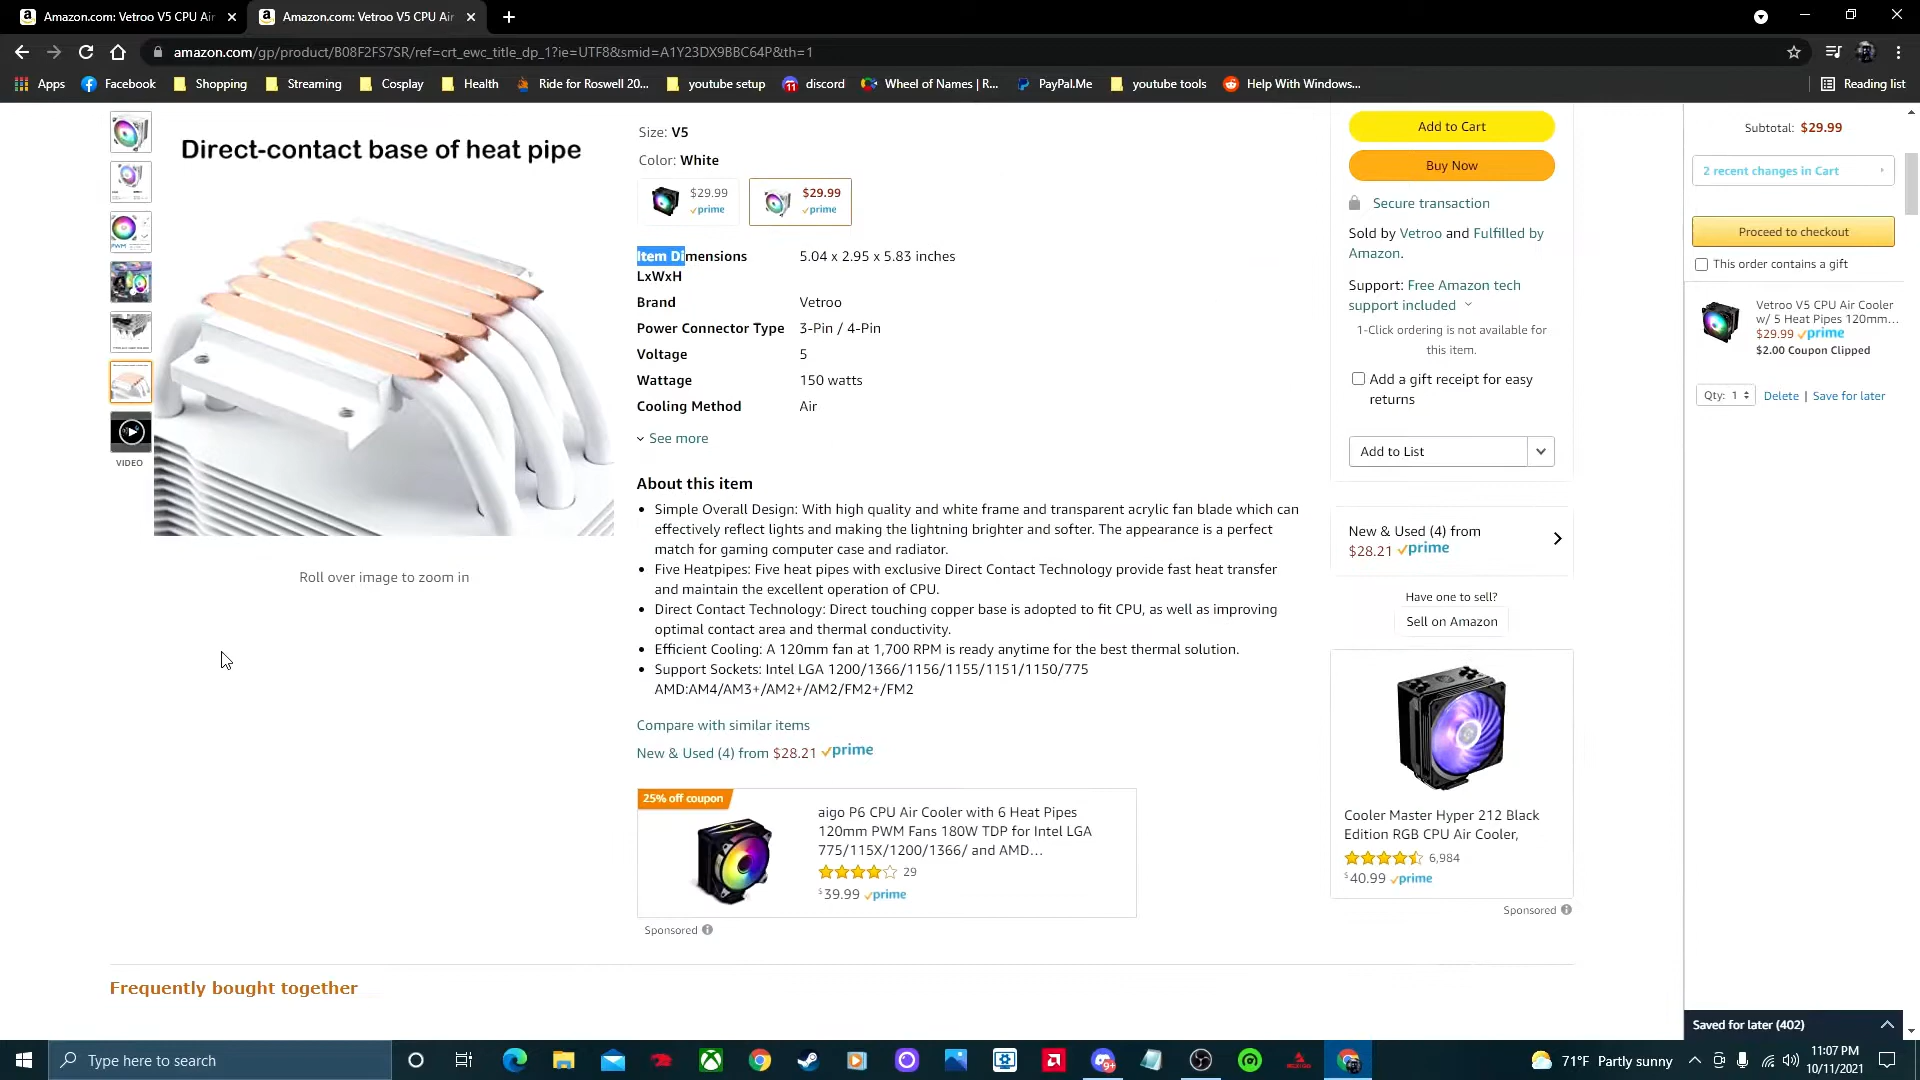 Amazon.com: Vetroo V5 CPU Air
Amazon.com: Vetroo V5 CPU Air
amazon.com/gp/product/B08F2FS7SR/ref=crt_ewc_title_dp_1?ie=UTF8&smid=A1Y23DX9BBC64P&th=1
Apps
Facebook
Shopping
Streaming
Cosplay
Health
Ride for Roswell 20...
youtube setup
discord
Wheel of Names | R...
PayPal.Me
youtube tools
Help With Windows...
Reading list
Direct-contact base of heat pipe
VIDEO
Roll over image to zoom in
Size: V5
Color: White
$29.99
prime
$29.99
prime
Item Dimensions 5.04 x 2.95 x 5.83 inches
LxWxH
Brand Vetroo
Power Connector Type 3-Pin / 4-Pin
Voltage 5
Wattage 150 watts
Cooling Method Air
See more
About this item
• Simple Overall Design: With high quality and white frame and transparent acrylic fan blade which can
effectively reflect lights and making the lightning brighter and softer. The appearance is a perfect
match for gaming computer case and radiator.
• Five Heatpipes: Five heat pipes with exclusive Direct Contact Technology provide fast heat transfer
and maintain the excellent operation of CPU.
• Direct Contact Technology: Direct touching copper base is adopted to fit CPU, as well as improving
optimal contact area and thermal conductivity.
• Efficient Cooling: A 120mm fan at 1,700 RPM is ready anytime for the best thermal solution.
• Support Sockets: Intel LGA 1200/1366/1156/1155/1151/1150/775
AMD:AM4/AM3+/AM2+/AM2/FM2+/FM2
Compare with similar items
New & Used (4) from $28.21 prime
25% off coupon
aigo P6 CPU Air Cooler with 6 Heat Pipes
120mm PWM Fans 180W TDP for Intel LGA
775/115X/1200/1366/ and AMD...
29
$39.99 prime
Sponsored
Frequently bought together
Add to Cart
Buy Now
Secure transaction
Sold by Vetroo and Fulfilled by
Amazon.
Support: Free Amazon tech
support included
1-Click ordering is not available for
this item.
Add a gift receipt for easy
returns
Add to List
New & Used (4) from
$28.21 prime
Have one to sell?
Sell on Amazon
Cooler Master Hyper 212 Black
Edition RGB CPU Air Cooler,
6,984
$40.99 prime
Sponsored
Subtotal: $29.99
2 recent changes in Cart
Proceed to checkout
This order contains a gift
Vetroo V5 CPU Air Cooler
w/ 5 Heat Pipes 120mm...
$29.99 prime
$2.00 Coupon Clipped
Qty: 1
Delete | Save for later
Saved for later (402)
Type here to search
9+
71°F Partly sunny
11:07 PM
10/11/2021